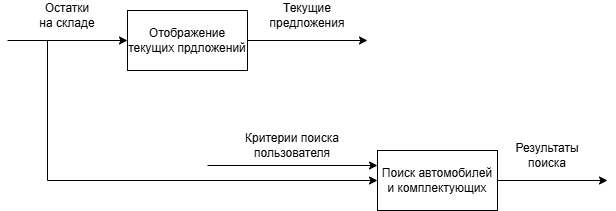 Остатки
на складе
Отображение
текущих прдложений
Текущие
предложения
Критерии поиска
пользователя
Поиск автомобилей
и комплектующих
Результаты
поиска